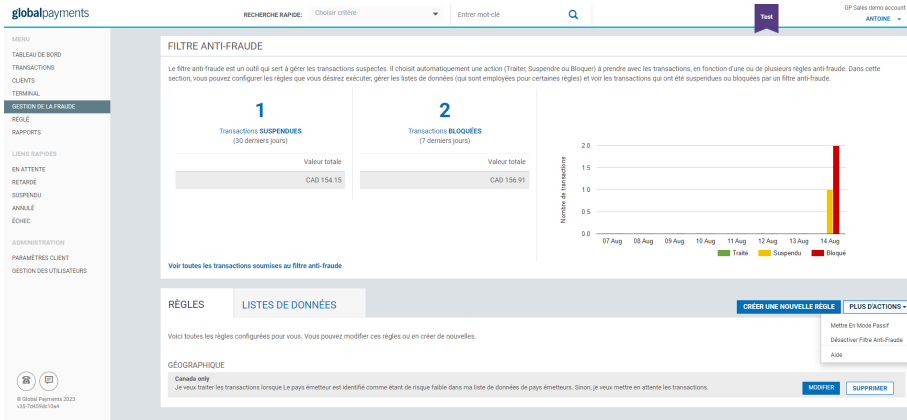 globalpayments
RECHERCHE RAPIDE:
Choisir critère
Entrer mot-clé
Test
GP Sales demo account
ANTOINE
MENU
TABLEAU DE BORD
TRANSACTIONS
CLIENTS
TERMINAL
GESTION DE LA FRAUDE
RÉGLÉ
RAPPORTS
LIENS RAPIDES
EN ATTENTE
RETARDÉ
SUSPENDU
ANNULÉ
ÉCHEC
ADMINISTRATION
PARAMÈTRES CLIENT
GESTION DES UTILISATEURS
© Global Payments 2023
v35-7d459dc10a4
FILTRE ANTI-FRAUDE
Le filtre anti-fraude est un outil qui sert à gérer les transactions suspectes. Il choisit automatiquement une action (Traiter, Suspendre ou Bloquer) à prendre avec les transactions, en fonction d'une ou de plusieurs règles anti-fraude. Dans cette
section, vous pouvez configurer les règles que vous désirez exécuter, gérer les listes de données (qui sont employées pour certaines règles) et voir les transactions qui ont été suspendues ou bloquées par un filtre anti-fraude.
1
Transactions SUSPENDUES
(30 derniers jours)
Valeur totale
CAD 154.15
2
Transactions BLOQUÉES
(7 derniers jours)
Valeur totale
CAD 156.91
Nombre de transactions
2.0
1.5
1.0
0.5
0.0
07 Aug 08 Aug 09 Aug 10 Aug 11 Aug 12 Aug 13 Aug 14 Aug
Traité Suspendu Bloqué
Voir toutes les transactions soumises au filtre anti-fraude
RÈGLES
LISTES DE DONNÉES
CRÉER UNE NOUVELLE RÈGLE
PLUS D'ACTIONS
Mettre En Mode Passif
Désactiver Filtre Anti-Fraude
Aide
Voici toutes les règles configurées pour vous. Vous pouvez modifier ces règles ou en créer de nouvelles.
GÉOGRAPHIQUE
Canada only
Je veux traiter les transactions lorsque Le pays émetteur est identifié comme étant de risque faible dans ma liste de données de pays émetteurs. Sinon, je veux mettre en attente les transactions.
MODIFIER
SUPPRIMER